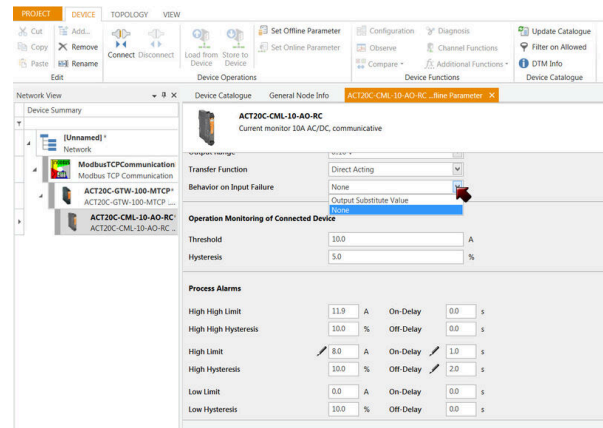 PROJECT DEVICE TOPOLOGY VIEW
Cut Add... Set Offline Parameter Configuration Diagnosis Update Catalogue
Copy Remove Connect Disconnect Load from Device Store to Device Set Online Parameter Observe Channel Functions Filter on Allowed
Paste Rename Compare Additional Functions DTM Info
Edit Device Operations Device Functions Device Catalogue
Network View
Device Catalogue General Node Info ACT20C-CML-10-AO-RC ...fline Parameter
Device Summary
ACT20C-CML-10-AO-RC
Current monitor 10A AC/DC, communicative
[Unnamed] *
Network
ModbusTCPCommunication
Modbus TCP Communication
ACT20C-GTW-100-MTCP*
ACT20C-GTW-100-MTCP ...
ACT20C-CML-10-AO-RC*
ACT20C-CML-10-AO-RC ...
Output Range 0..10 V
Transfer Function Direct Acting
Behavior on Input Failure None
Output Substitute Value
None
Operation Monitoring of Connected Device
Threshold 10.0 A
Hysteresis 5.0 %
Process Alarms
High High Limit 11.9 A On-Delay 0.0 s
High High Hysteresis 10.0 % Off-Delay 0.0 s
High Limit 8.0 A On-Delay 1.0 s
High Hysteresis 10.0 % Off-Delay 2.0 s
Low Limit 0.0 A On-Delay 0.0 s
Low Hysteresis 10.0 % Off-Delay 0.0 s